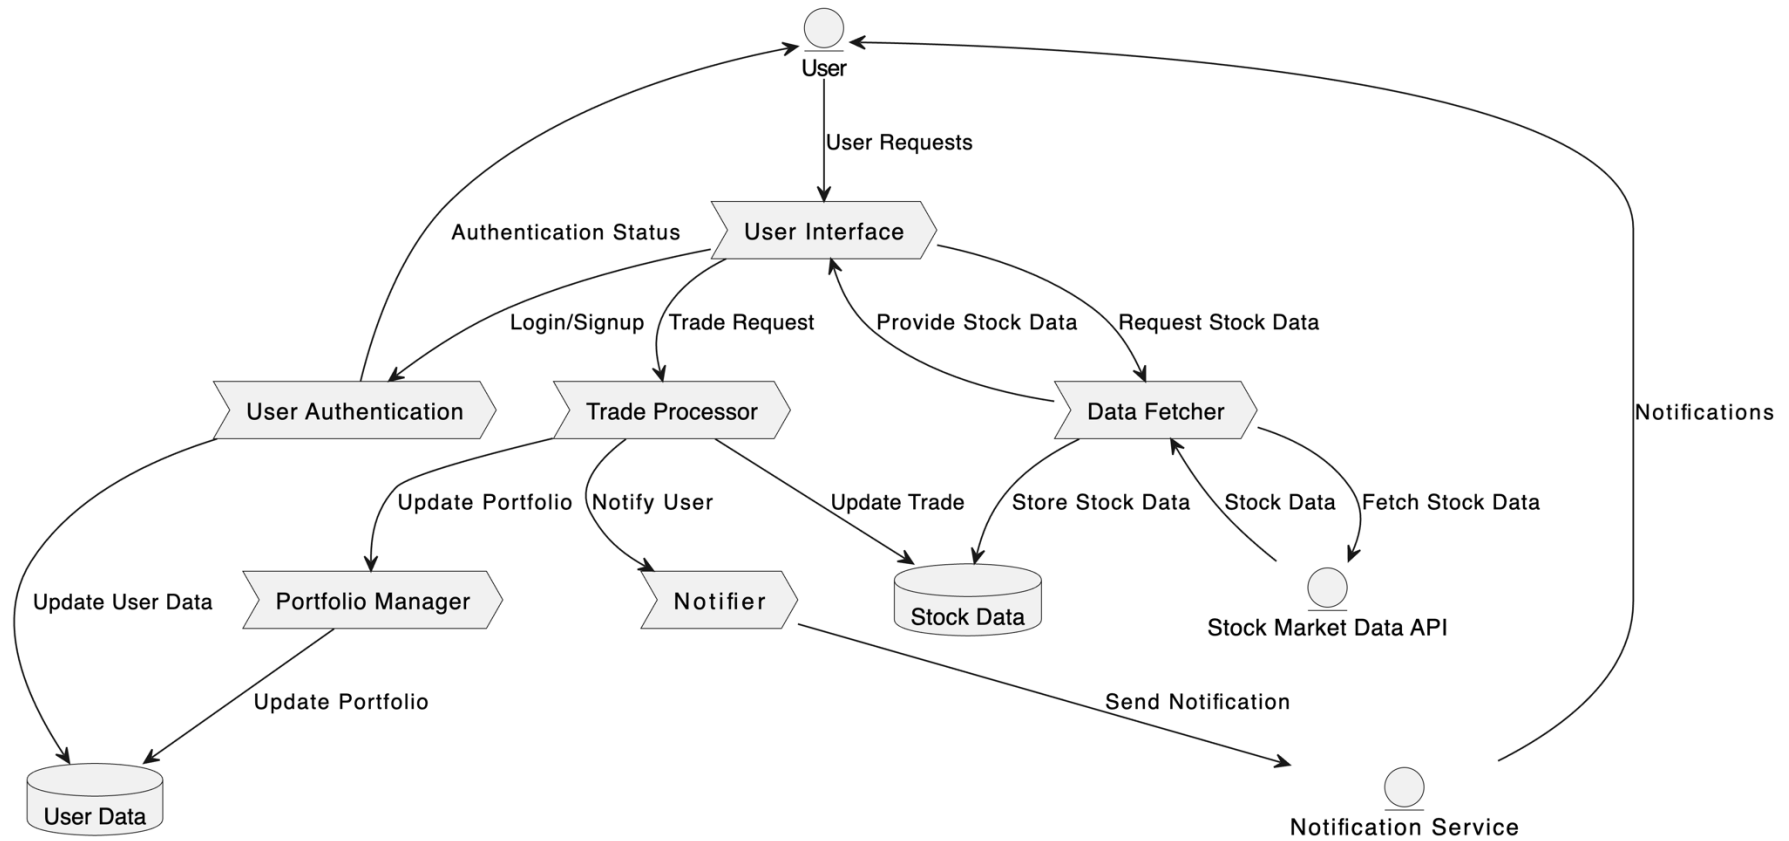 User
User Requests
User Interface
Authentication Status
Login/Signup
Trade Request
Provide Stock Data
Request Stock Data
User Authentication
Trade Processor
Data Fetcher
Notifications
Update Portfolio
Notify User
Update Trade
Store Stock Data
Stock Data
Fetch Stock Data
Update User Data
Portfolio Manager
Notifier
Stock Data
Stock Market Data API
Update Portfolio
Send Notification
User Data
Notification Service